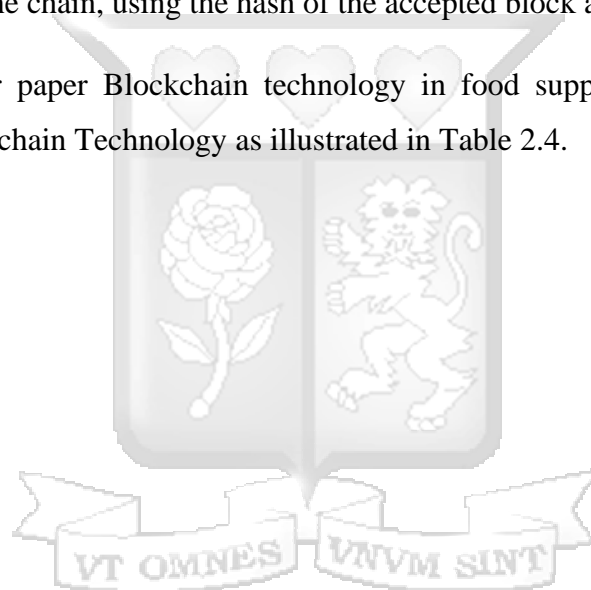 he chain, using the hash of the accepted block a
r paper Blockchain technology in food supp
chain Technology as illustrated in Table 2.4.
VT OMNES VNVM SINT